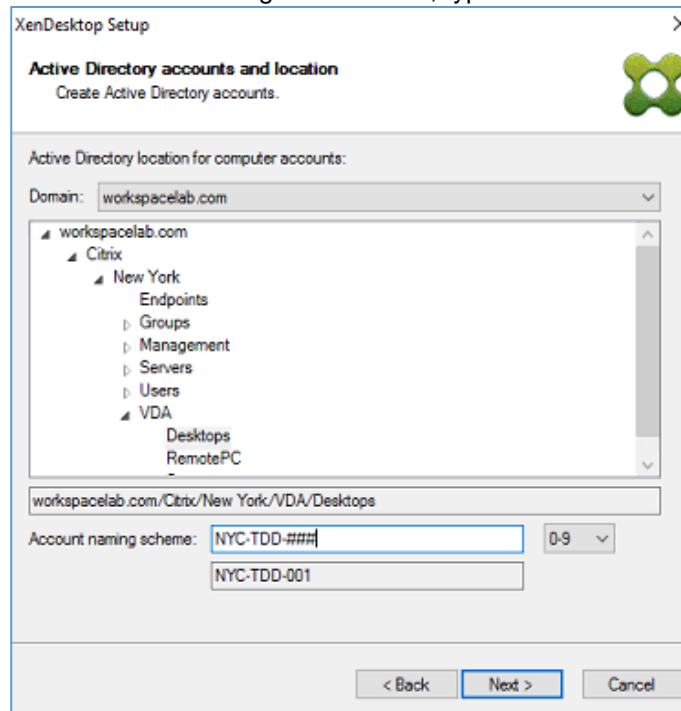 XenDesktop Setup
Active Directory accounts and location
Create Active Directory accounts.
Active Directory location for computer accounts:
Domain: workspacelab.com
workspacelab.com
Citrix
New York
Endpoints
Groups
Management
Servers
Users
VDA
Desktops
RemotePC
workspacelab.com/Citrix/New York/VDA/Desktops
Account naming scheme: NYC-TDD-### 0-9
NYC-TDD-001
< Back Next > Cancel